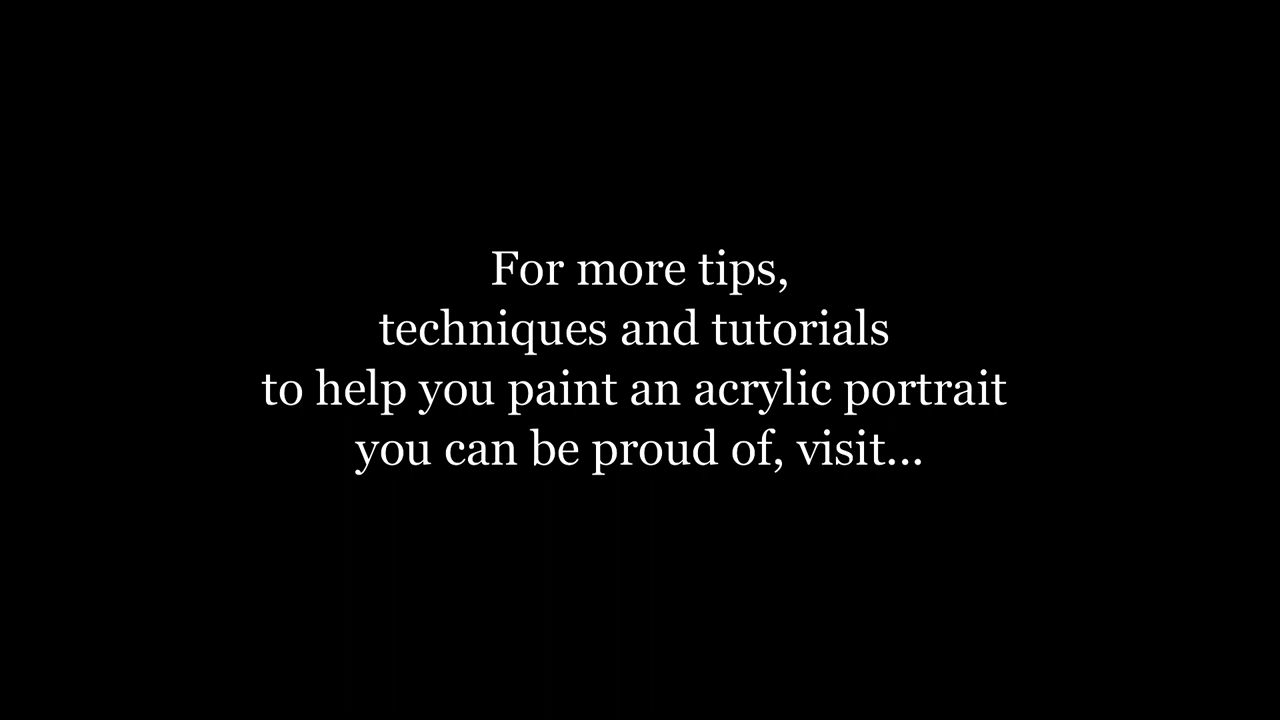 For more tips,
techniques and tutorials
to help you paint an acrylic portrait
you can be proud of, visit...